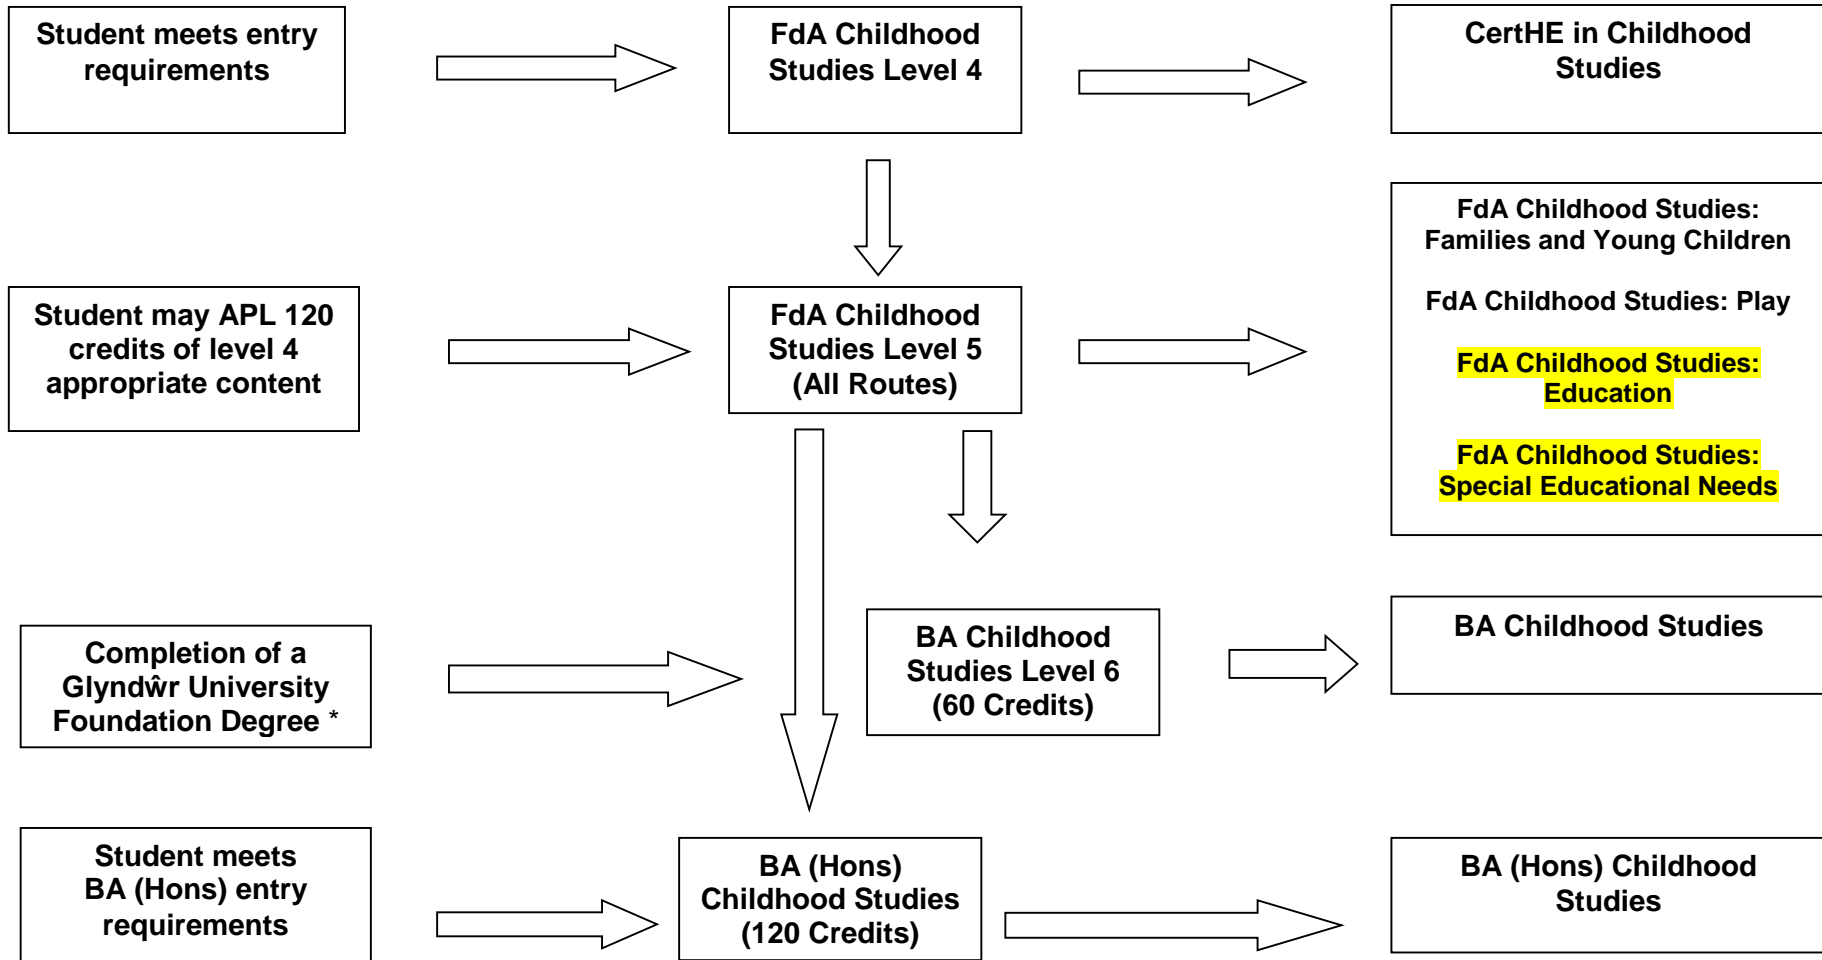 Student meets entry
requirements
FdA Childhood
Studies Level 4
CertHE in Childhood
Studies
Student may APL 120
credits of level 4
appropriate content
FdA Childhood
Studies Level 5
(All Routes)
FdA Childhood Studies:
Families and Young Children
FdA Childhood Studies: Play
FdA Childhood Studies:
Education
FdA Childhood Studies:
Special Educational Needs
Completion of a
Glyndŵr University
Foundation Degree *
BA Childhood
Studies Level 6
(60 Credits)
BA Childhood Studies
Student meets
BA (Hons) entry
requirements
BA (Hons)
Childhood Studies
(120 Credits)
BA (Hons) Childhood
Studies